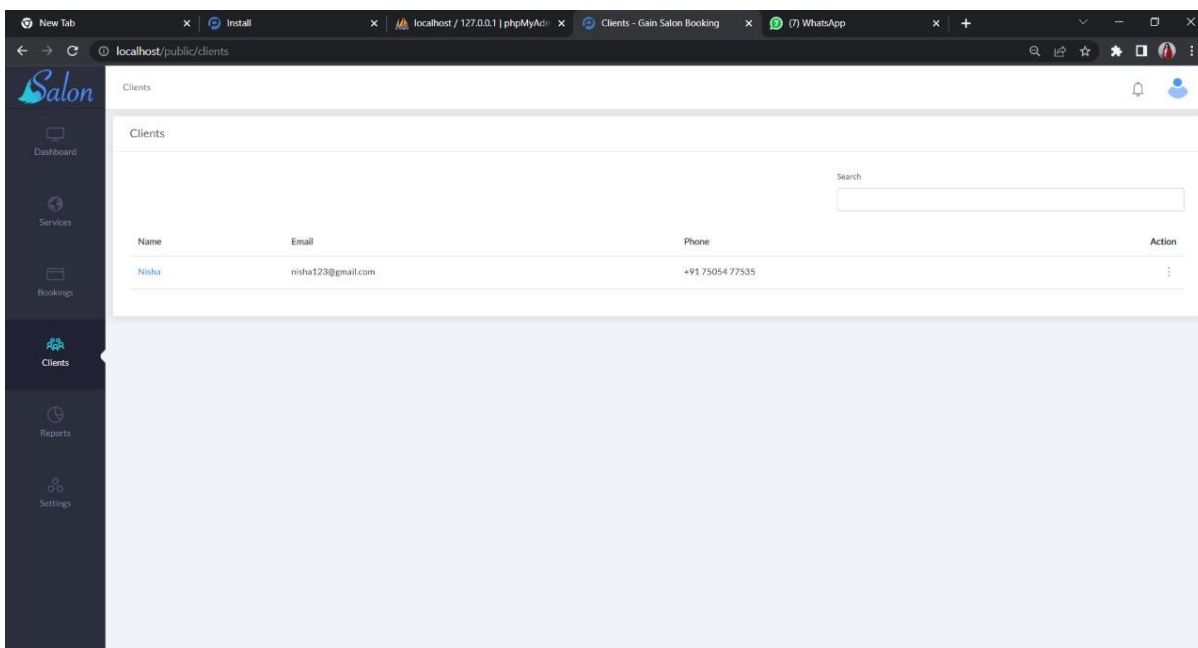 New Tab
Install
localhost / 127.0.0.1 | phpMyAdm
Clients - Gain Salon Booking
(7) WhatsApp
localhost/public/clients
Salon
Clients
Dashboard
Services
Bookings
Clients
Reports
Settings
Clients
Search
Name Email Phone Action
Nisha nisha123@gmail.com +91 75054 77535